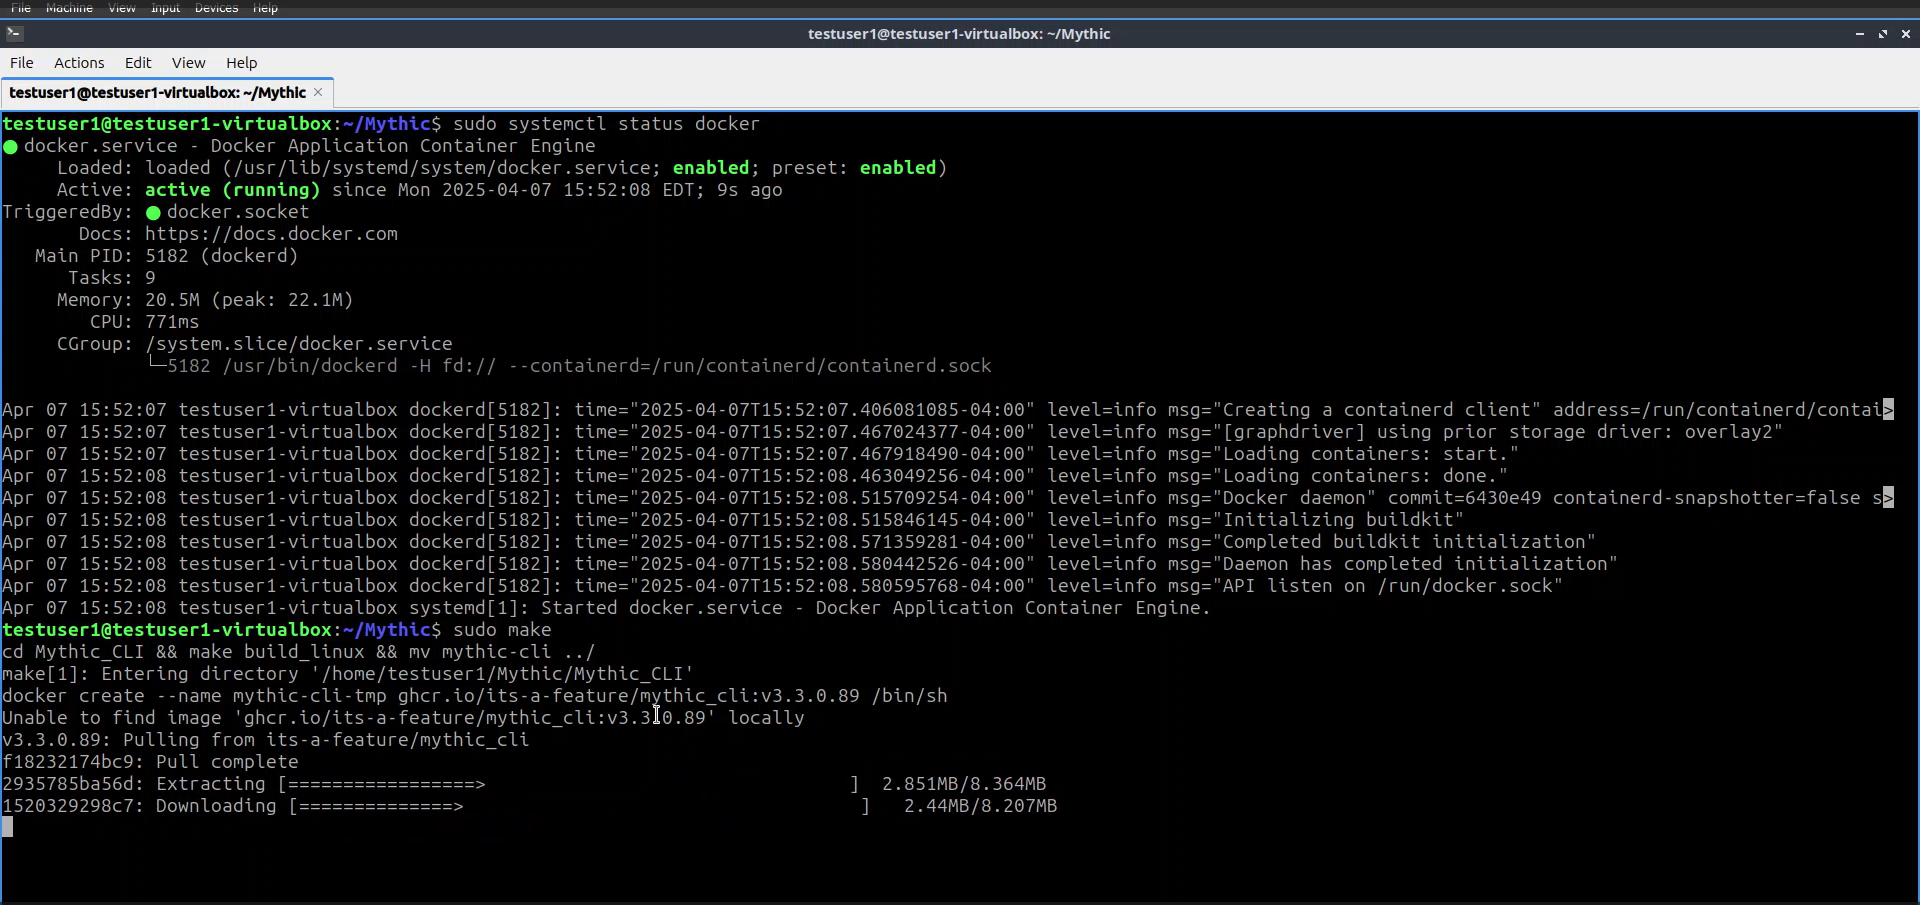 File Machine View Input Devices Help
testuser1@testuser1-virtualbox: ~/Mythic
File Actions Edit View Help
testuser1@testuser1-virtualbox: ~/Mythic
testuser1@testuser1-virtualbox:~/Mythic$ sudo systemctl status docker
● docker.service - Docker Application Container Engine
Loaded: loaded (/usr/lib/systemd/system/docker.service; enabled; preset: enabled)
Active: active (running) since Mon 2025-04-07 15:52:08 EDT; 9s ago
TriggeredBy: ● docker.socket
Docs: https://docs.docker.com
Main PID: 5182 (dockerd)
Tasks: 9
Memory: 20.5M (peak: 22.1M)
CPU: 771ms
CGroup: /system.slice/docker.service
└─5182 /usr/bin/dockerd -H fd:// --containerd=/run/containerd/containerd.sock
Apr 07 15:52:07 testuser1-virtualbox dockerd[5182]: time="2025-04-07T15:52:07.406081085-04:00" level=info msg="Creating a containerd client" address=/run/containerd/contai>
Apr 07 15:52:07 testuser1-virtualbox dockerd[5182]: time="2025-04-07T15:52:07.467024377-04:00" level=info msg="[graphdriver] using prior storage driver: overlay2"
Apr 07 15:52:07 testuser1-virtualbox dockerd[5182]: time="2025-04-07T15:52:07.467918490-04:00" level=info msg="Loading containers: start."
Apr 07 15:52:08 testuser1-virtualbox dockerd[5182]: time="2025-04-07T15:52:08.463049256-04:00" level=info msg="Loading containers: done."
Apr 07 15:52:08 testuser1-virtualbox dockerd[5182]: time="2025-04-07T15:52:08.515709254-04:00" level=info msg="Docker daemon" commit=6430e49 containerd-snapshotter=false s>
Apr 07 15:52:08 testuser1-virtualbox dockerd[5182]: time="2025-04-07T15:52:08.515846145-04:00" level=info msg="Initializing buildkit"
Apr 07 15:52:08 testuser1-virtualbox dockerd[5182]: time="2025-04-07T15:52:08.571359281-04:00" level=info msg="Completed buildkit initialization"
Apr 07 15:52:08 testuser1-virtualbox dockerd[5182]: time="2025-04-07T15:52:08.580442526-04:00" level=info msg="Daemon has completed initialization"
Apr 07 15:52:08 testuser1-virtualbox dockerd[5182]: time="2025-04-07T15:52:08.580595768-04:00" level=info msg="API listen on /run/docker.sock"
Apr 07 15:52:08 testuser1-virtualbox systemd[1]: Started docker.service - Docker Application Container Engine.
testuser1@testuser1-virtualbox:~/Mythic$ sudo make
cd Mythic_CLI && make build_linux && mv mythic-cli ../
make[1]: Entering directory '/home/testuser1/Mythic/Mythic_CLI'
docker create --name mythic-cli-tmp ghcr.io/its-a-feature/mythic_cli:v3.3.0.89 /bin/sh
Unable to find image 'ghcr.io/its-a-feature/mythic_cli:v3.3.0.89' locally
v3.3.0.89: Pulling from its-a-feature/mythic_cli
f18232174bc9: Pull complete
2935785ba56d: Extracting [=================> ] 2.851MB/8.364MB
1520329298c7: Downloading [==============> ] 2.44MB/8.207MB